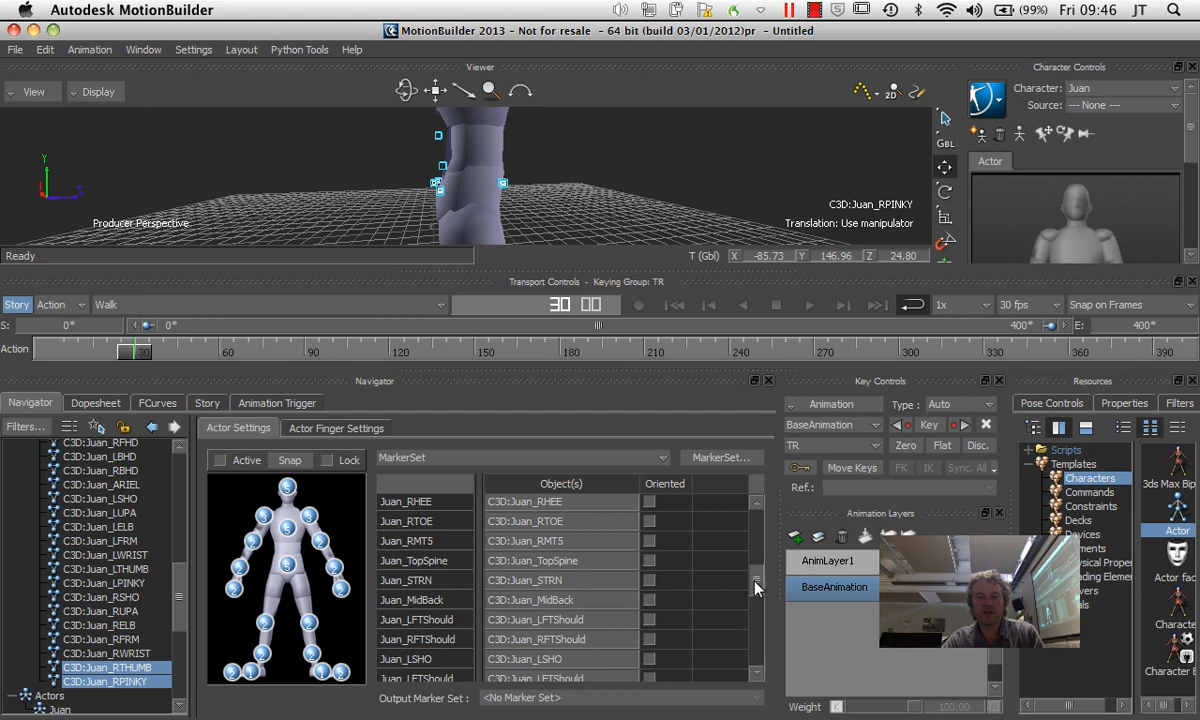 Autodesk MotionBuilder (99%) Fri 09:46 JT
MotionBuilder 2013 - Not for resale - 64 bit (build 03/01/2012)pr - Untitled
File Edit Animation Window Settings Layout Python Tools Help
Viewer
Character Controls
View Display
2D
Character: Juan
Source: --- None ---
GBL
Actor
Y
C3D:Juan_RPINKY
Producer Perspective
Translation: Use manipulator
Ready
T (Gbl) X -85.73 Y 146.96 Z 24.80
Transport Controls - Keying Group: TR
Story Action Walk 30 00 1x 30 fps Snap on Frames
S: 0* 0* 400* E: 400*
Action 30 60 90 120 150 180 210 240 270 300 330 360 390
Navigator
Key Controls
Resources
Navigator Dopesheet FCurves Story Animation Trigger
Animation Type: Auto
Pose Controls Properties Filters
Filters...
Actor Settings Actor Finger Settings
BaseAnimation Key
TR Zero Flat Disc.
Move Keys FK IK Sync. All
Ref.:
Active Snap Lock
MarkerSet MarkerSet...
Object(s) Oriented
C3D:Juan_RFHD
C3D:Juan_LBHD
C3D:Juan_RBHD
C3D:Juan_ARIEL
C3D:Juan_LSHO
C3D:Juan_LUPA
C3D:Juan_LELB
C3D:Juan_LFRM
C3D:Juan_LWRIST
C3D:Juan_LTHUMB
C3D:Juan_LPINKY
C3D:Juan_RSHO
C3D:Juan_RUPA
C3D:Juan_RELB
C3D:Juan_RFRM
C3D:Juan_RWRIST
C3D:Juan_RTHUMB
C3D:Juan_RPINKY
Actors
Juan
Juan_RHEE C3D:Juan_RHEE
Juan_RTOE C3D:Juan_RTOE
Juan_RMT5 C3D:Juan_RMT5
Juan_TopSpine C3D:Juan_TopSpine
Juan_STRN C3D:Juan_STRN
Juan_MidBack C3D:Juan_MidBack
Juan_LFTShould C3D:Juan_LFTShould
Juan_RFTShould C3D:Juan_RFTShould
Juan_LSHO C3D:Juan_LSHO
Juan_LFTShould C3D:Juan_LFTShould
Output Marker Set : <No Marker Set>
Animation Layers
AnimLayer1
BaseAnimation
Weight K 100.00
Scripts
Templates
Characters
Commands
Constraints
Decks
Devices
3ds Max Bip
Actor
Actor fac
Characte
Character E